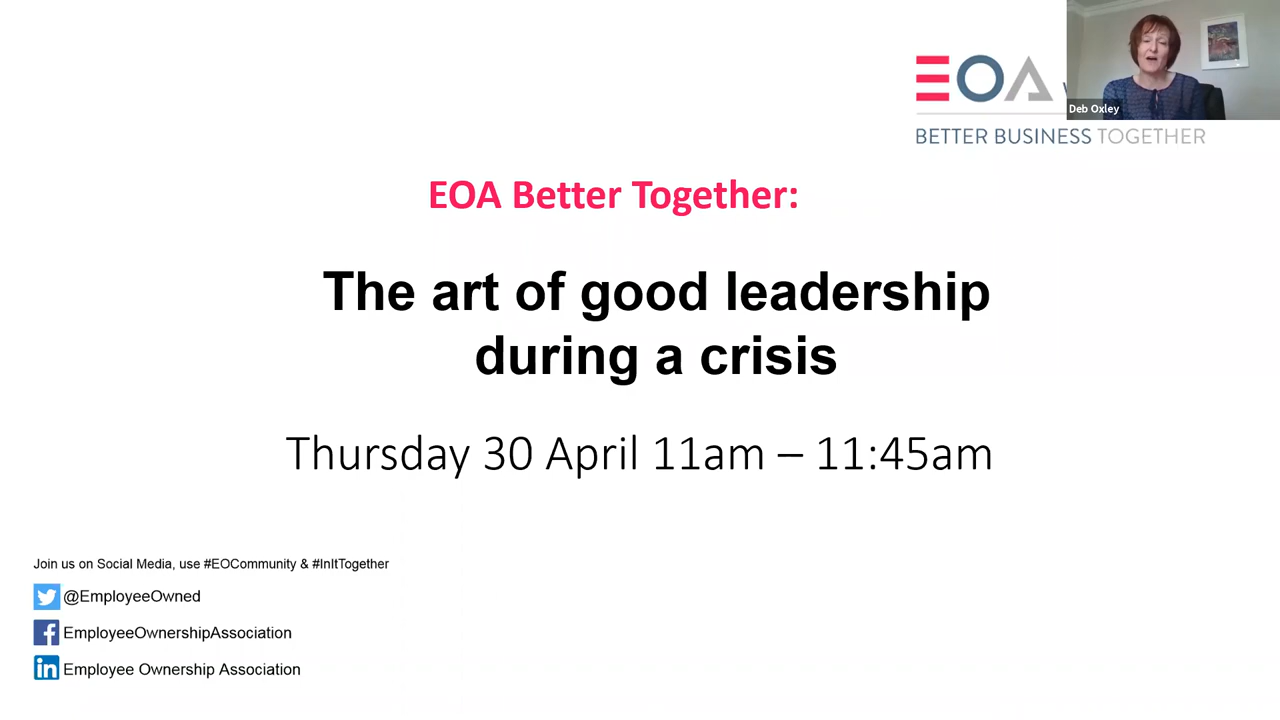 EOA
Deb Oxley
BETTER BUSINESS TOGETHER
EOA Better Together:
The art of good leadership
during a crisis
Thursday 30 April 11am – 11:45am
Join us on Social Media, use #EOCommunity & #InItTogether
@EmployeeOwned
EmployeeOwnershipAssociation
Employee Ownership Association